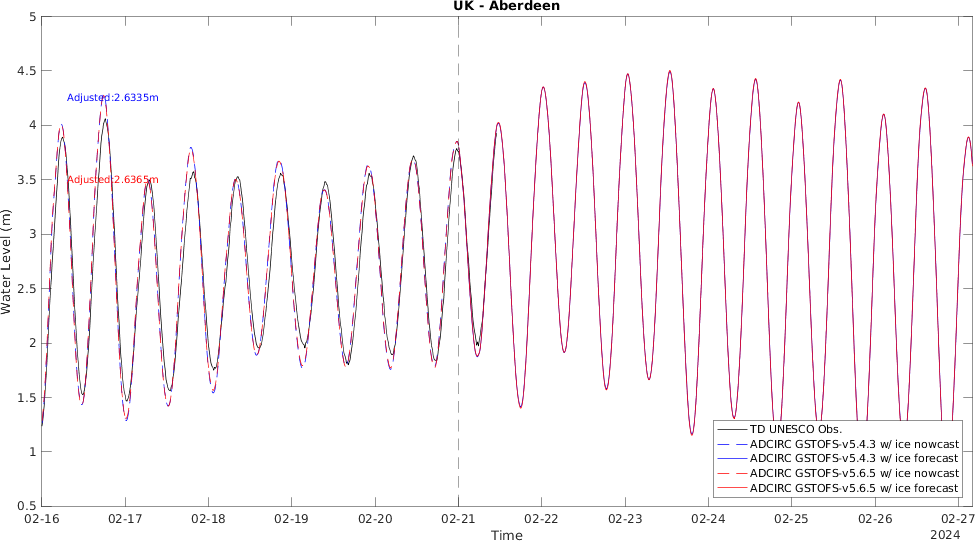 UK - Aberdeen
5
4.5
4
3.5
3
2.5
2
1.5
1
0.5
Water Level (m)
Adjusted:2.6335m
Adjusted:2.6365m
TD UNESCO Obs.
ADCIRC GSTOFS-v5.4.3 w/ ice nowcast
ADCIRC GSTOFS-v5.4.3 w/ ice forecast
ADCIRC GSTOFS-v5.6.5 w/ ice nowcast
ADCIRC GSTOFS-v5.6.5 w/ ice forecast
02-16 02-17 02-18 02-19 02-20 02-21 02-22 02-23 02-24 02-25 02-26 02-27
Time
2024